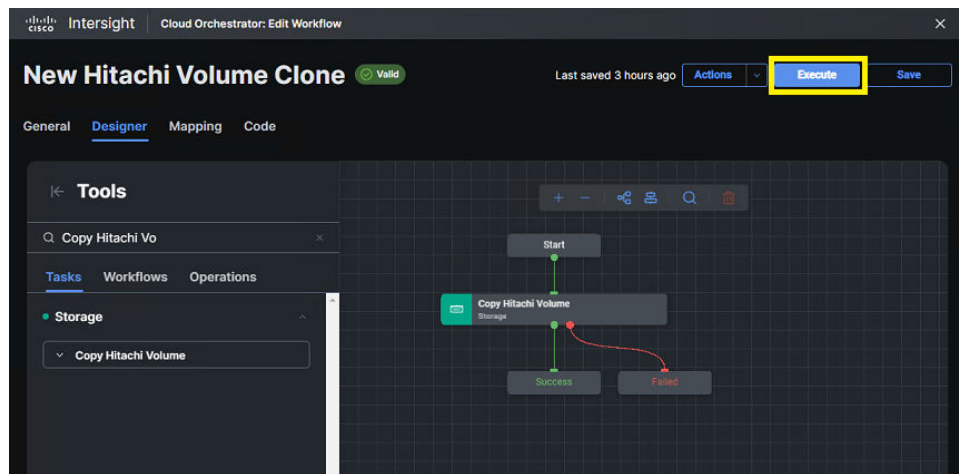 cisco Intersight Cloud Orchestrator: Edit Workflow
New Hitachi Volume Clone Valid Last saved 3 hours ago Actions Execute Save
General Designer Mapping Code
Tools
Copy Hitachi Vo
Start
Tasks Workflows Operations
Copy Hitachi Volume
Storage
Storage
Copy Hitachi Volume
Success Failed